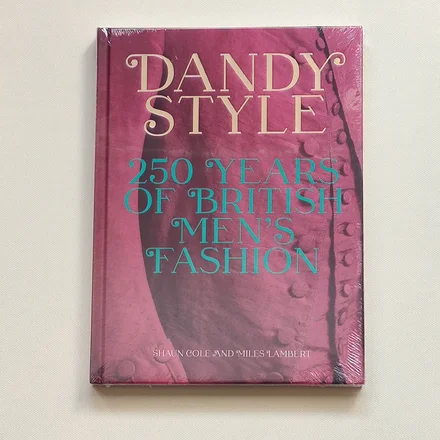 DANDY
STYLE
250 YEARS
OF BRITISH
MEN'S
FASHION
SHAUN COLE AND MILES LAMBERT